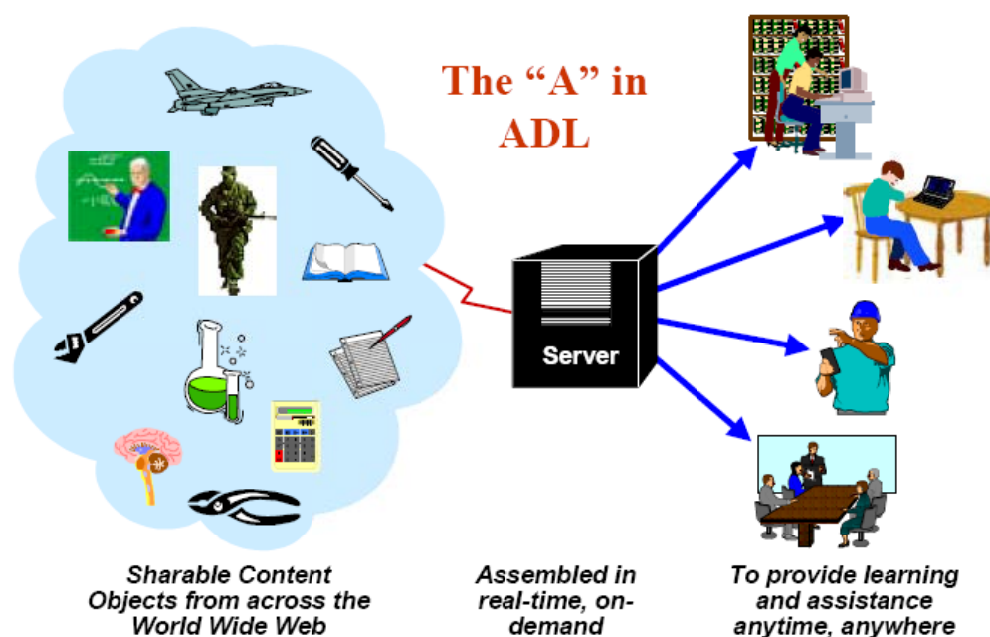 The “A” in
ADL
Server
Sharable Content
Objects from across the
World Wide Web
Assembled in
real-time, on-
demand
To provide learning
and assistance
anytime, anywhere